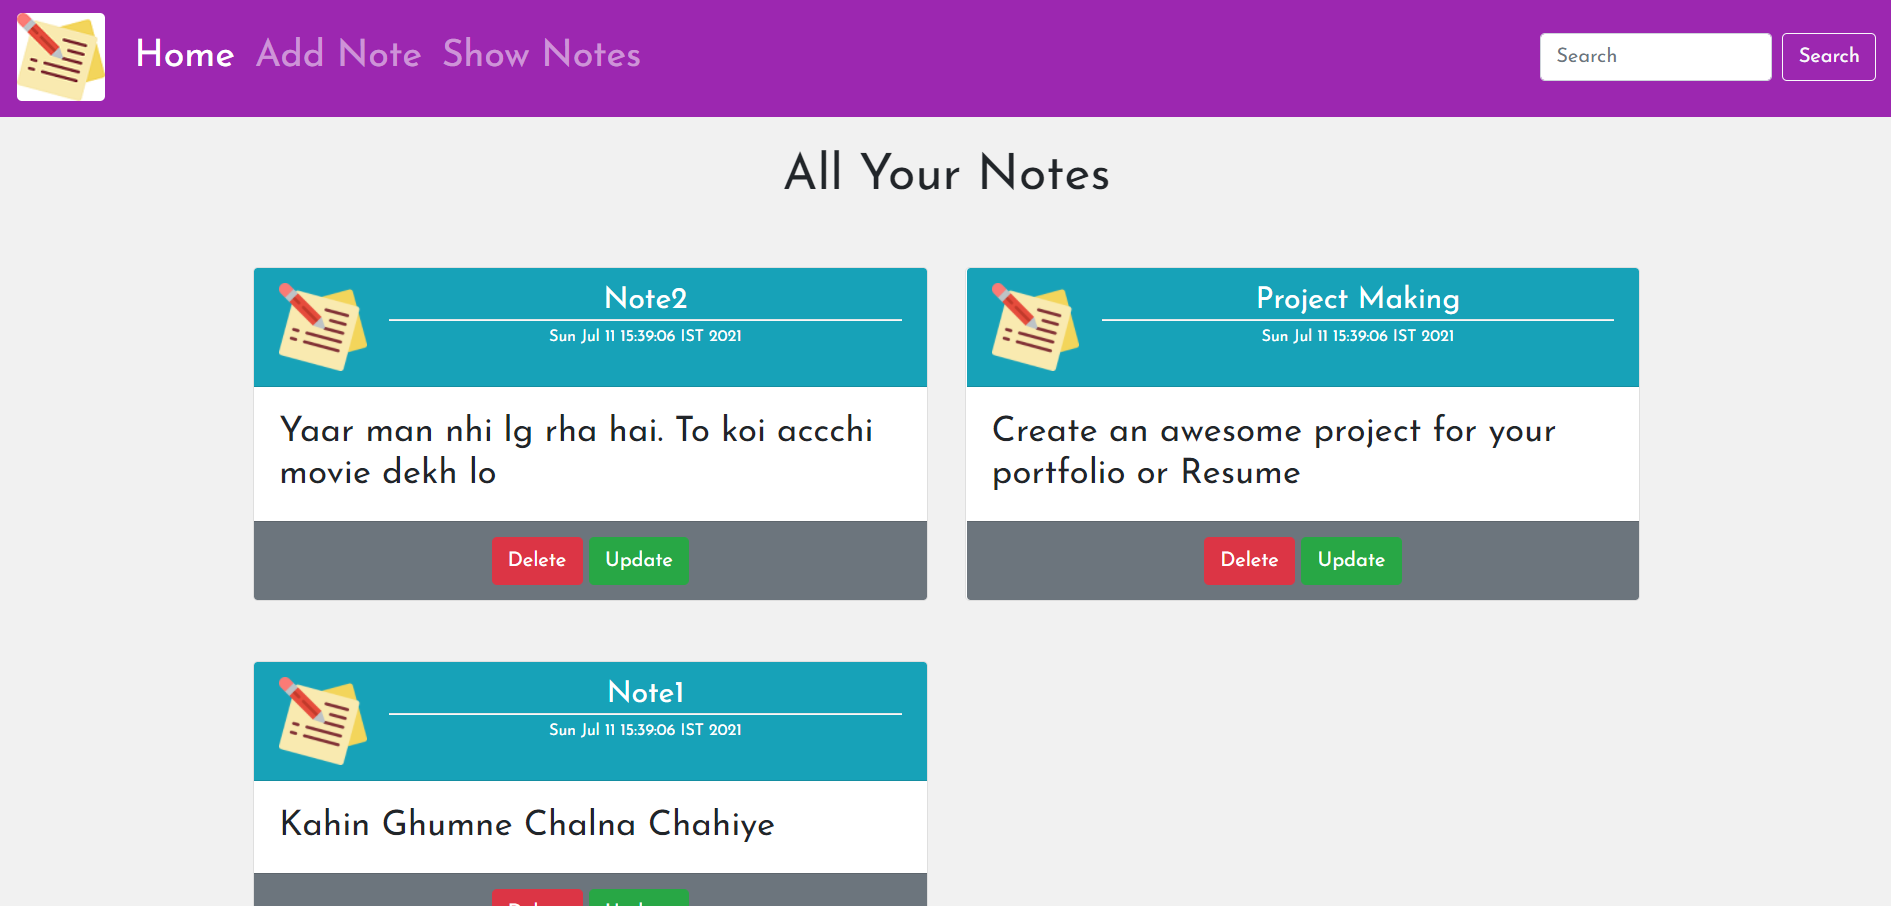 Home Add Note Show Notes Search Search
All Your Notes
Note2
Sun Jul 11 15:39:06 IST 2021
Yaar man nhi lg rha hai. To koi accchi
movie dekh lo
Delete Update
Project Making
Sun Jul 11 15:39:06 IST 2021
Create an awesome project for your
portfolio or Resume
Delete Update
Note1
Sun Jul 11 15:39:06 IST 2021
Kahin Ghumne Chalna Chahiye